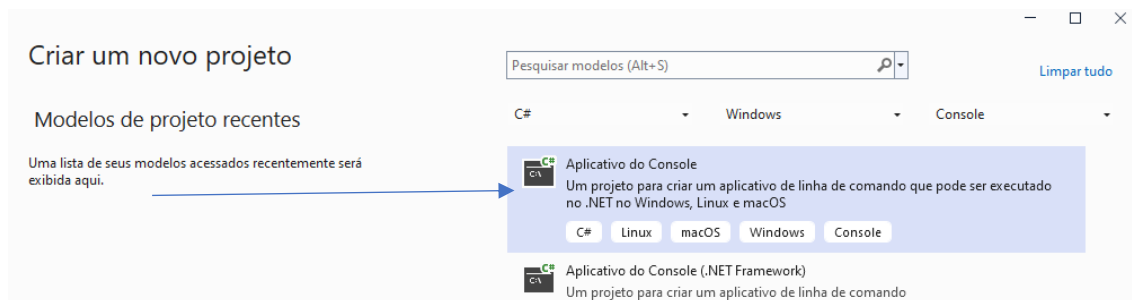 Criar um novo projeto
Pesquisar modelos (Alt+S)
Limpar tudo
Modelos de projeto recentes
C#
Windows
Console
Uma lista de seus modelos acessados recentemente será
exibida aqui.
C#
C:\
Aplicativo do Console
Um projeto para criar um aplicativo de linha de comando que pode ser executado
no .NET no Windows, Linux e macOS
C# Linux macOS Windows Console
C#
C:\
Aplicativo do Console (.NET Framework)
Um projeto para criar um aplicativo de linha de comando